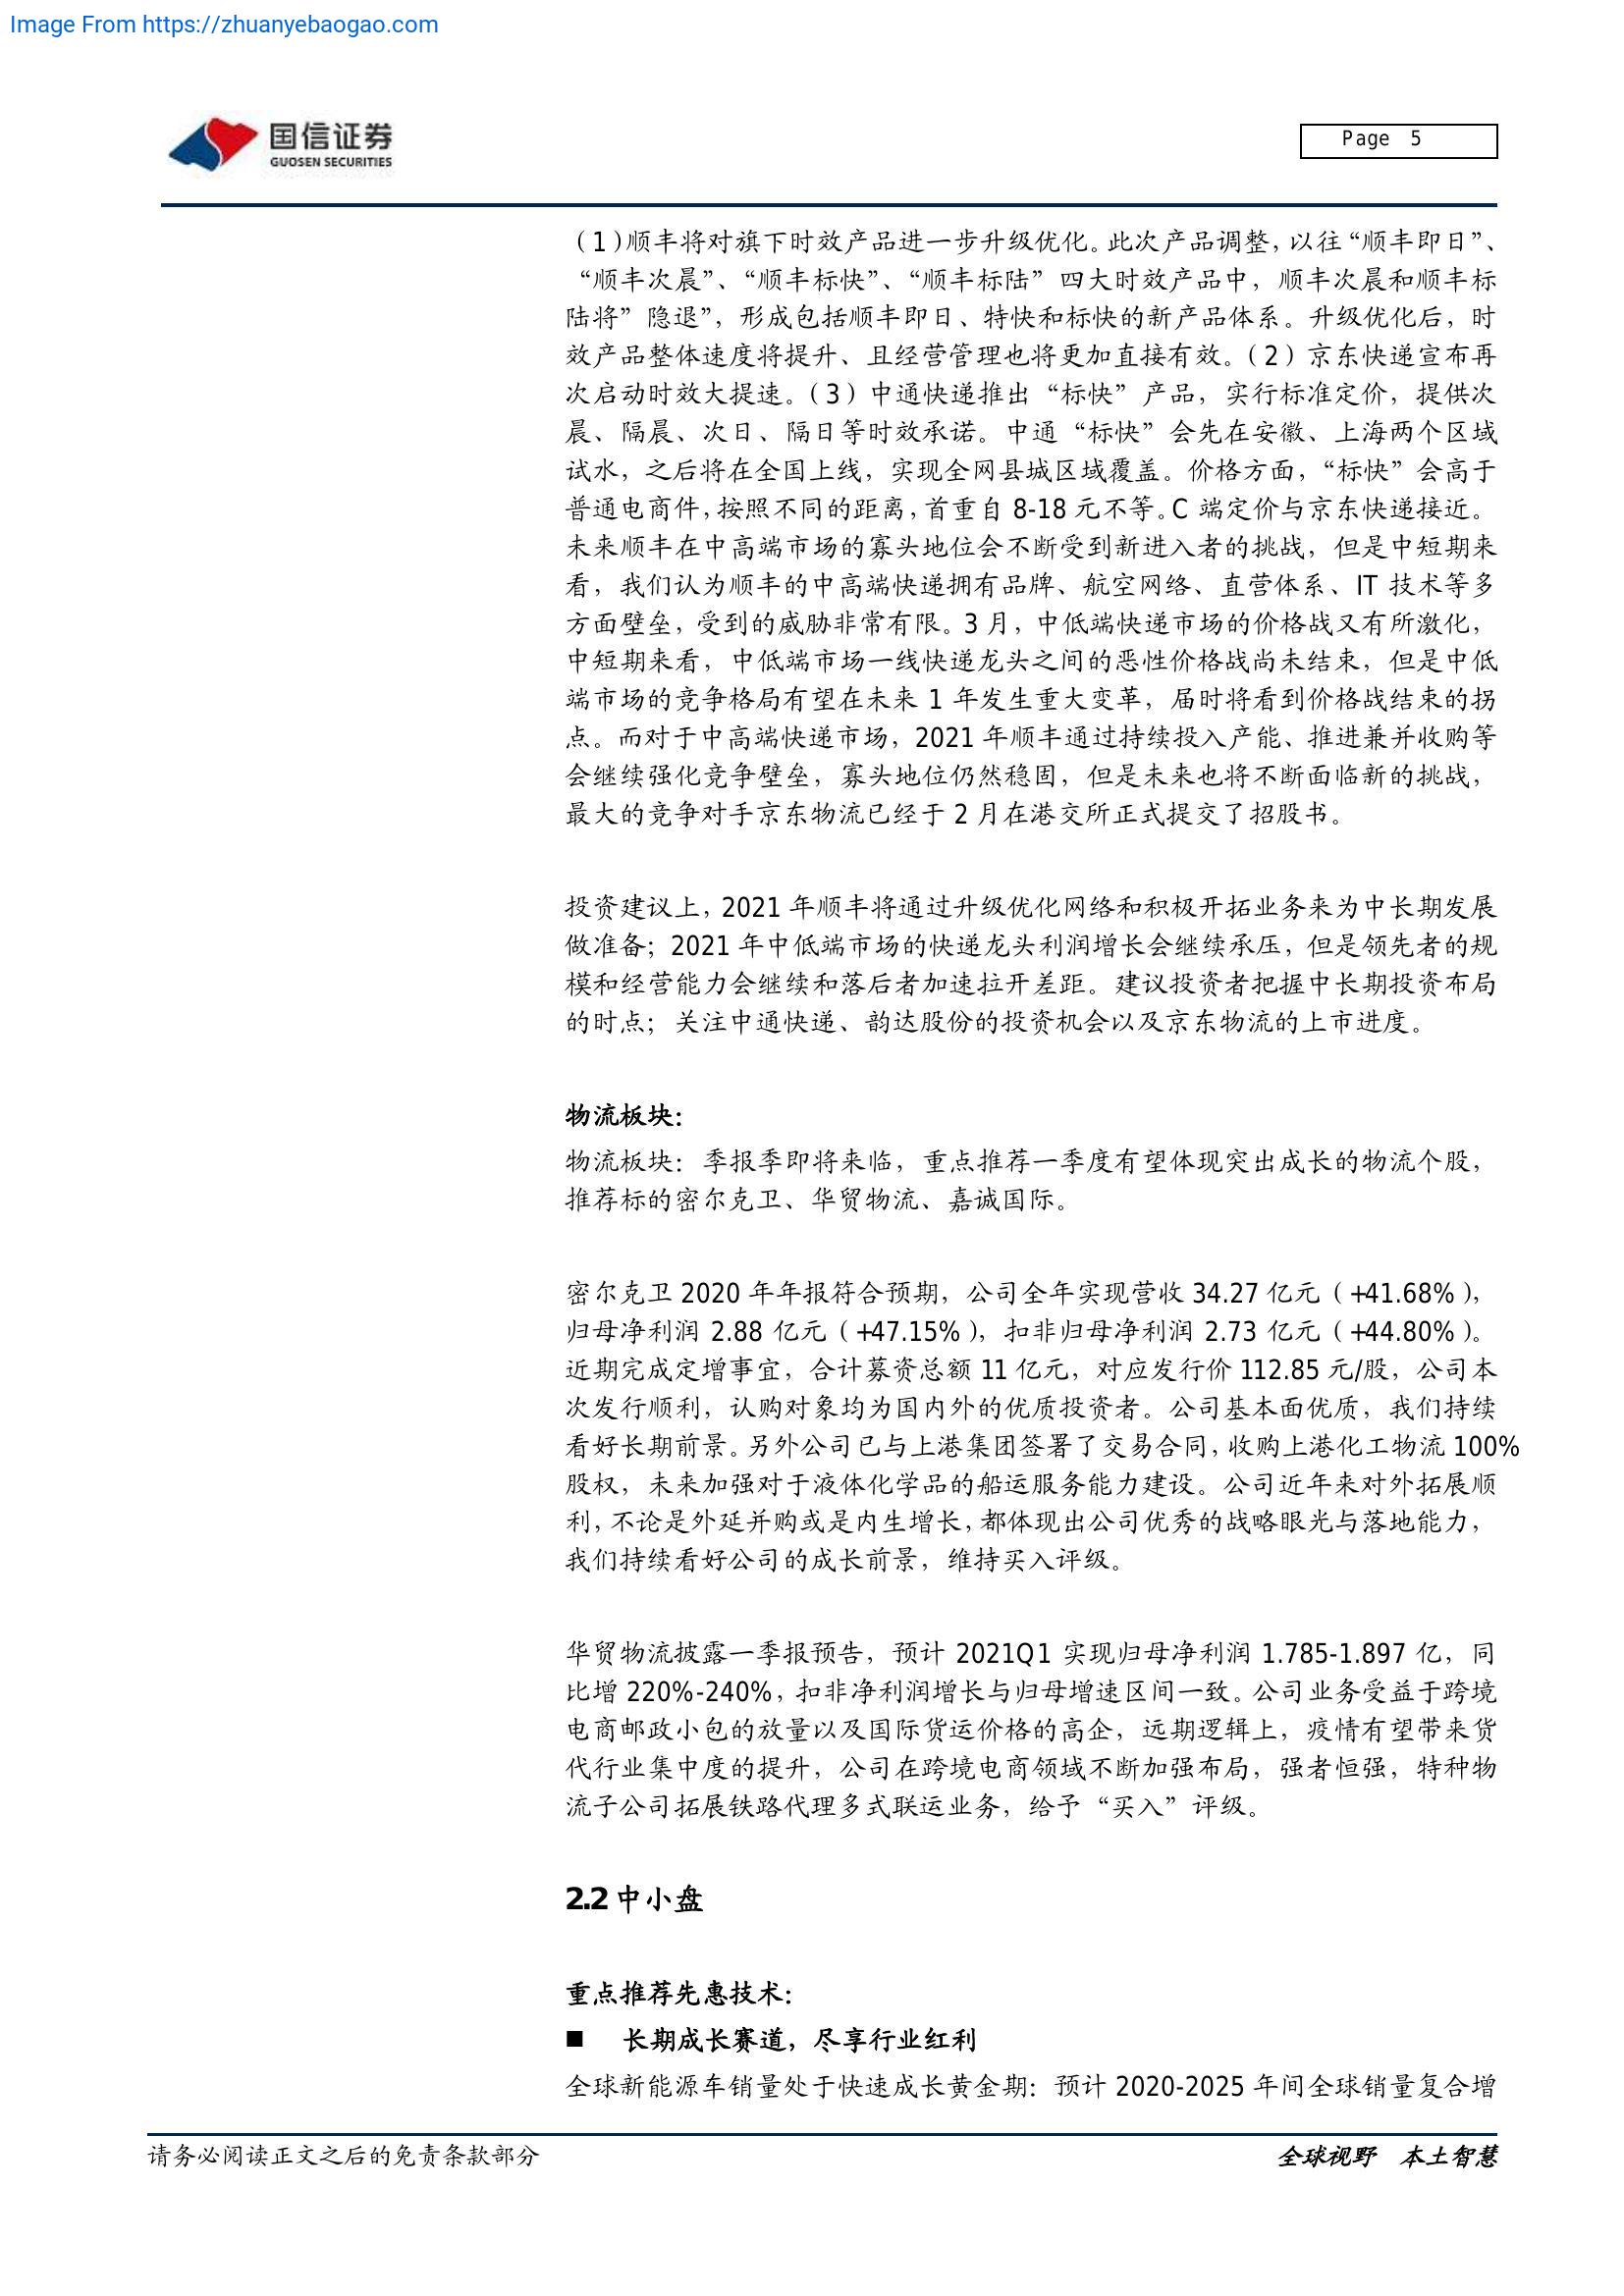 Image From https://zhuanyebaogao.com
国信证券
GUOSEN SECURITIES
Page 5
（1）顺丰将对旗下时效产品进一步升级优化。此次产品调整，以往“顺丰即日”、
“顺丰次晨”、“顺丰标快”、“顺丰标陆”四大时效产品中，顺丰次晨和顺丰标
陆将”隐退”，形成包括顺丰即日、特快和标快的新产品体系。升级优化后，时
效产品整体速度将提升、且经营管理也将更加直接有效。（2）京东快递宣布再
次启动时效大提速。（3）中通快递推出“标快”产品，实行标准定价，提供次
晨、隔晨、次日、隔日等时效承诺。中通“标快”会先在安徽、上海两个区域
试水，之后将在全国上线，实现全网县城区域覆盖。价格方面，“标快”会高于
普通电商件，按照不同的距离，首重自 8-18 元不等。C 端定价与京东快递接近。
未来顺丰在中高端市场的寡头地位会不断受到新进入者的挑战，但是中短期来
看，我们认为顺丰的中高端快递拥有品牌、航空网络、直营体系、IT 技术等多
方面壁垒，受到的威胁非常有限。3 月，中低端快递市场的价格战又有所激化，
中短期来看，中低端市场一线快递龙头之间的恶性价格战尚未结束，但是中低
端市场的竞争格局有望在未来 1 年发生重大变革，届时将看到价格战结束的拐
点。而对于中高端快递市场，2021 年顺丰通过持续投入产能、推进兼并收购等
会继续强化竞争壁垒，寡头地位仍然稳固，但是未来也将不断面临新的挑战，
最大的竞争对手京东物流已经于 2 月在港交所正式提交了招股书。
投资建议上，2021 年顺丰将通过升级优化网络和积极开拓业务来为中长期发展
做准备；2021 年中低端市场的快递龙头利润增长会继续承压，但是领先者的规
模和经营能力会继续和落后者加速拉开差距。建议投资者把握中长期投资布局
的时点；关注中通快递、韵达股份的投资机会以及京东物流的上市进度。
物流板块：
物流板块：季报季即将来临，重点推荐一季度有望体现突出成长的物流个股，
推荐标的密尔克卫、华贸物流、嘉诚国际。
密尔克卫 2020 年年报符合预期，公司全年实现营收 34.27 亿元（+41.68%），
归母净利润 2.88 亿元（+47.15%），扣非归母净利润 2.73 亿元（+44.80%）。
近期完成定增事宜，合计募资总额 11 亿元，对应发行价 112.85 元/股，公司本
次发行顺利，认购对象均为国内外的优质投资者。公司基本面优质，我们持续
看好长期前景。另外公司已与上港集团签署了交易合同，收购上港化工物流 100%
股权，未来加强对于液体化学品的船运服务能力建设。公司近年来对外拓展顺
利，不论是外延并购或是内生增长，都体现出公司优秀的战略眼光与落地能力，
我们持续看好公司的成长前景，维持买入评级。
华贸物流披露一季报预告，预计 2021Q1 实现归母净利润 1.785-1.897 亿，同
比增 220%-240%，扣非净利润增长与归母增速区间一致。公司业务受益于跨境
电商邮政小包的放量以及国际货运价格的高企，远期逻辑上，疫情有望带来货
代行业集中度的提升，公司在跨境电商领域不断加强布局，强者恒强，特种物
流子公司拓展铁路代理多式联运业务，给予“买入”评级。
2.2 中小盘
重点推荐先惠技术：
■ 长期成长赛道，尽享行业红利
全球新能源车销量处于快速成长黄金期：预计 2020-2025 年间全球销量复合增
请务必阅读正文之后的免责条款部分
全球视野 本土智慧